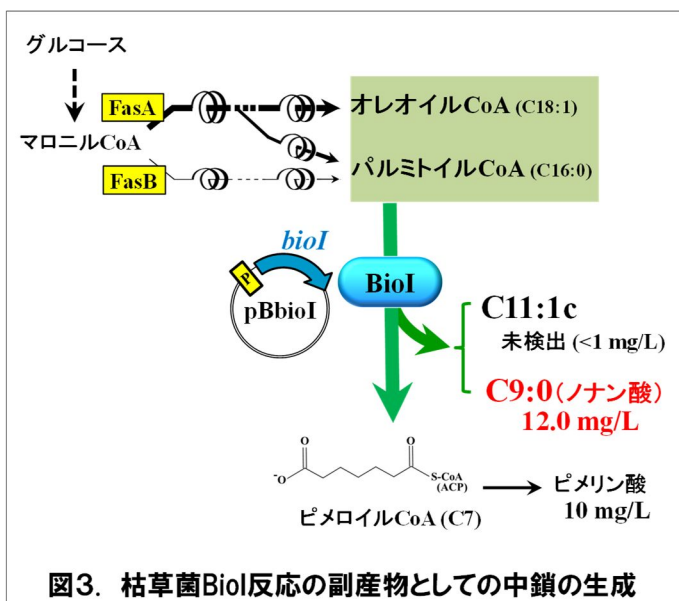 グルコース
FasA
オレオイルCoA (C18:1)
マロニルCoA
パルミトイルCoA (C16:0)
FasB
bioI
P
BioI
pBbioI
C11:1c
未検出 (<1 mg/L)
C9:0(ノナン酸)
12.0 mg/L
O
O
-O
S-CoA
(ACP)
ピメロイルCoA (C7)
ピメリン酸
10 mg/L
図3. 枯草菌BioI反応の副産物としての中鎖の生成